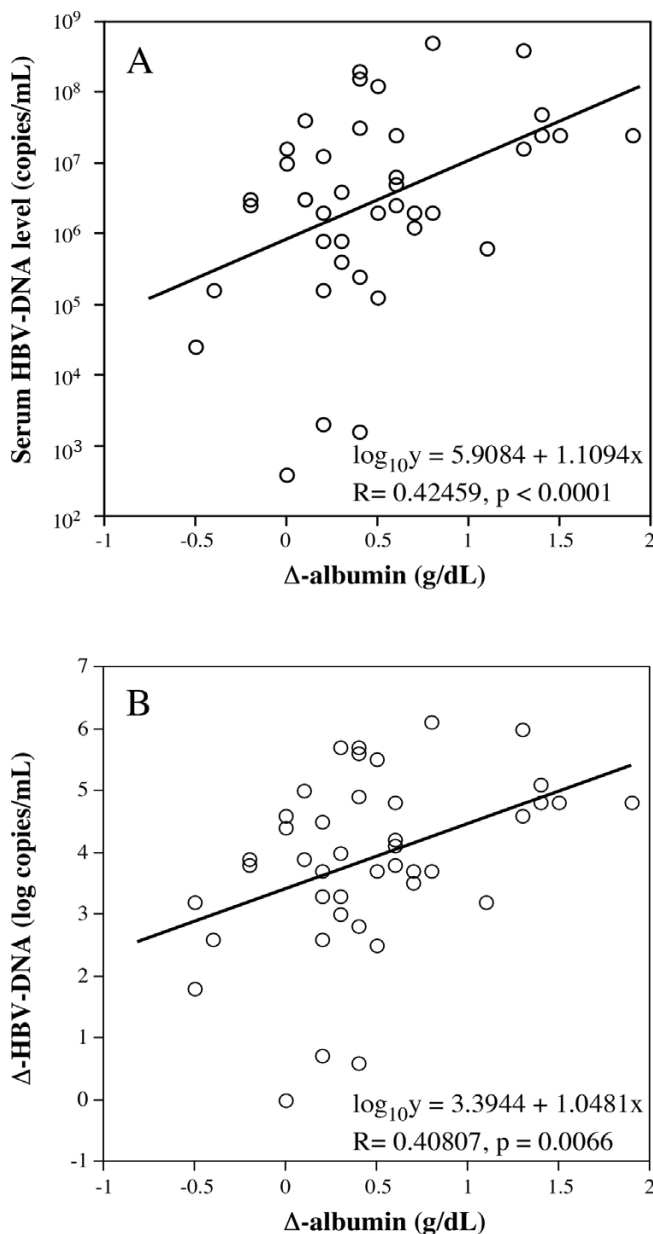 A
Serum HBV-DNA level (copies/mL)
10⁹
10⁸
10⁷
10⁶
10⁵
10⁴
10³
10²
log₁₀y = 5.9084 + 1.1094x
R= 0.42459, p < 0.0001
-1 -0.5 0 0.5 1 1.5 2
Δ-albumin (g/dL)
B
Δ-HBV-DNA (log copies/mL)
7
6
5
4
3
2
1
0
-1
log₁₀y = 3.3944 + 1.0481x
R= 0.40807, p = 0.0066
-1 -0.5 0 0.5 1 1.5 2
Δ-albumin (g/dL)